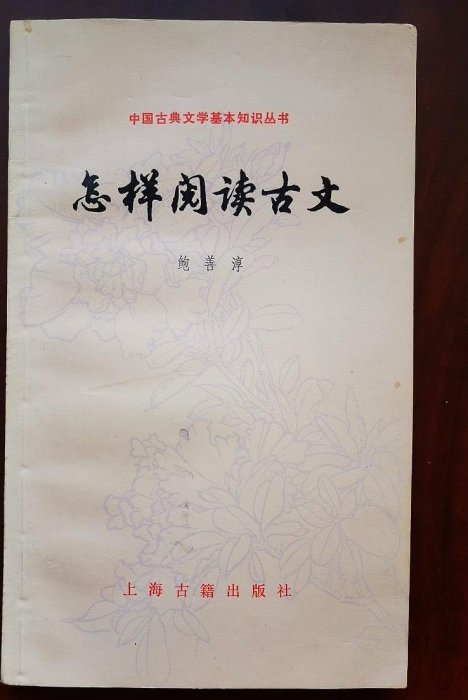 中国古典文学基本知识丛书
怎样阅读古文
鲍善淳
上海古籍出版社